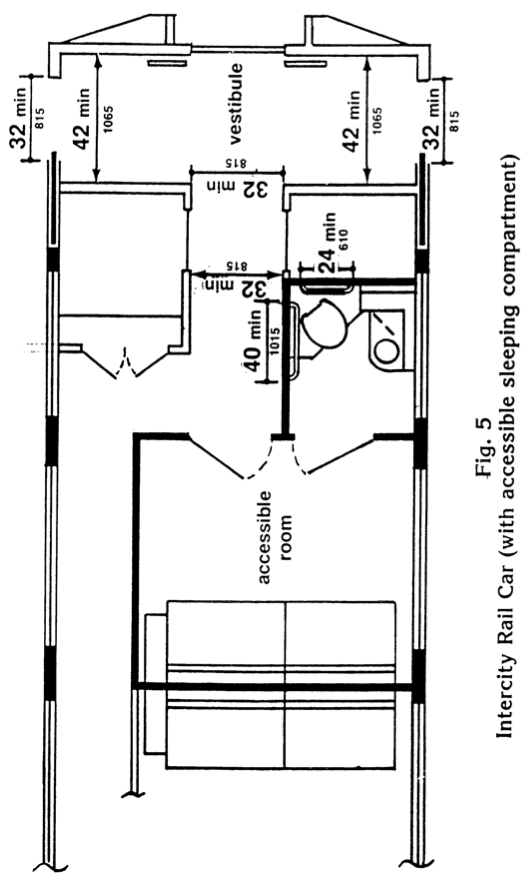 32 min
815
42 min
1065
vestibule
42 min
1065
32 min
815
32
min
815
32
min
815
24 min
610
40 min
1015
accessible
room
Fig. 5
Intercity Rail Car (with accessible sleeping compartment)